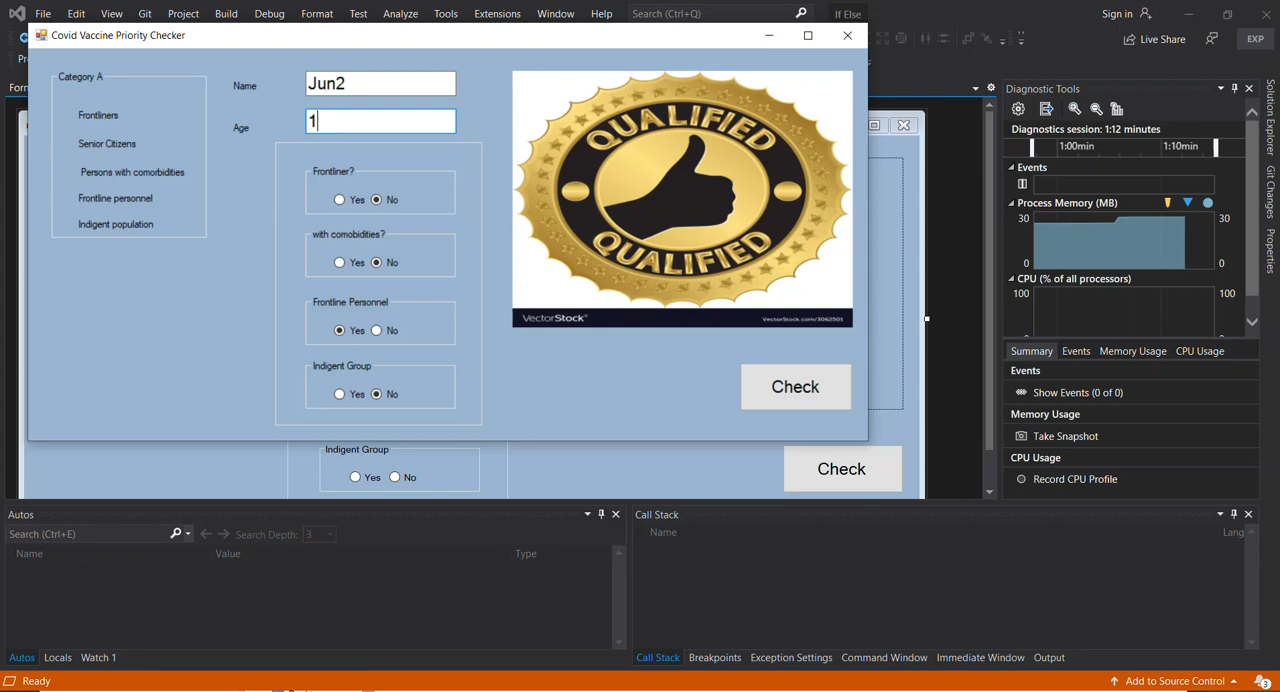 File Edit View Git Project Build Debug Format Test Analyze Tools Extensions Window Help Search (Ctrl+Q) If Else Sign in
Covid Vaccine Priority Checker
Live Share
EXP
Category A
Frontliners
Senior Citizens
Persons with comorbidities
Frontline personnel
Indigent population
Name Jun2
Age 1
Frontliner?
Yes No
with comobidities?
Yes No
Frontline Personnel
Yes No
Indigent Group
Yes No
QUALIFIED
QUALIFIED
VectorStock® VectorStock.com/3062501
Check
Indigent Group
Yes No
Check
Diagnostic Tools
Diagnostics session: 1:12 minutes
1:00min 1:10min
Events
Process Memory (MB)
30 30
0 0
CPU (% of all processors)
100 100
Summary Events Memory Usage CPU Usage
Events
Show Events (0 of 0)
Memory Usage
Take Snapshot
CPU Usage
Record CPU Profile
Solution Explorer
Git Changes
Properties
Autos
Search (Ctrl+E) Search Depth: 3
Name Value Type
Autos Locals Watch 1
Call Stack
Name Lang
Call Stack Breakpoints Exception Settings Command Window Immediate Window Output
Ready Add to Source Control 3